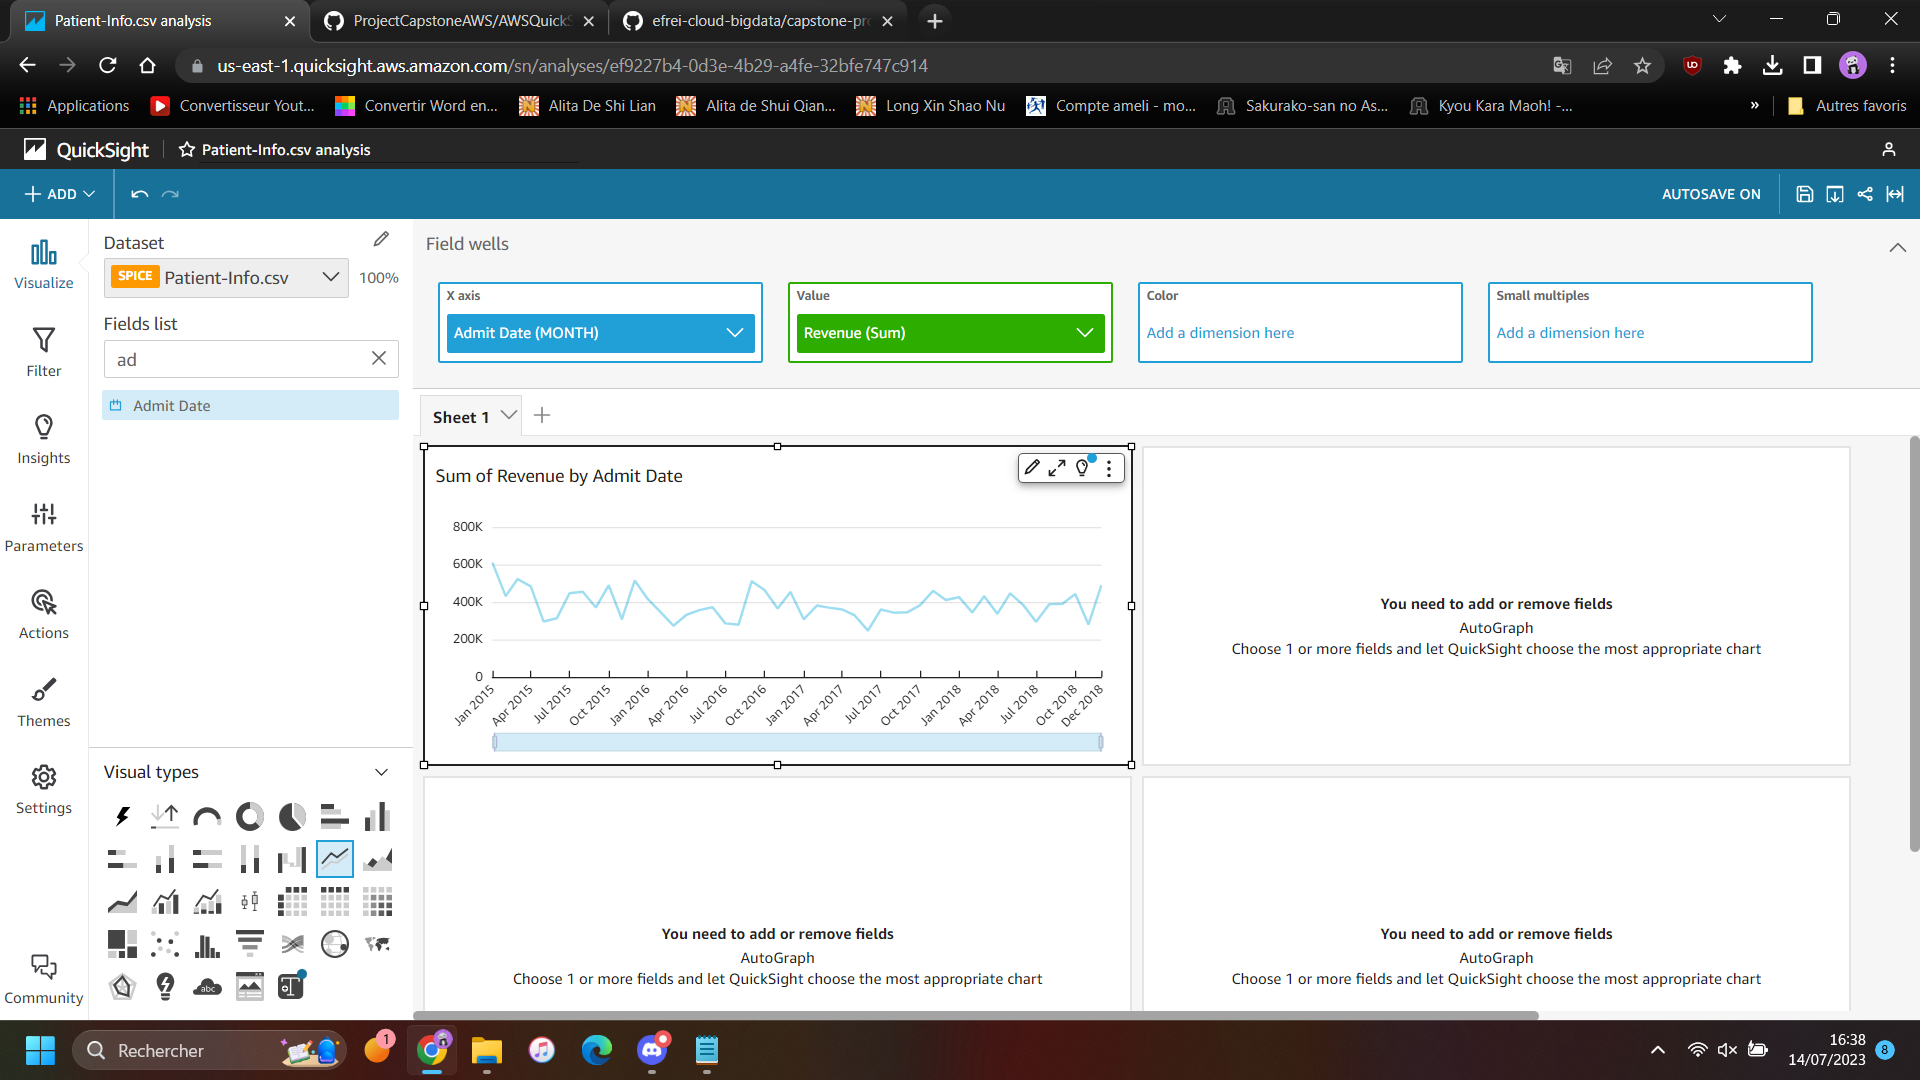 Patient-Info.csv analysis
ProjectCapstoneAWS/AWSQuickS
efrei-cloud-bigdata/capstone-pro
us-east-1.quicksight.aws.amazon.com/sn/analyses/ef9227b4-0d3e-4b29-a4fe-32bfe747c914
Applications
Convertisseur Yout...
Convertir Word en...
Alita De Shi Lian
Alita de Shui Qian...
Long Xin Shao Nu
Compte ameli - mo...
Sakurako-san no As...
Kyou Kara Maoh! -...
»
Autres favoris
QuickSight
Patient-Info.csv analysis
ADD
AUTOSAVE ON
Visualize
Filter
Insights
Parameters
Actions
Themes
Settings
Community
Dataset
SPICE
Patient-Info.csv
100%
Fields list
ad
Admit Date
Visual types
abc
Field wells
X axis
Admit Date (MONTH)
Value
Revenue (Sum)
Color
Add a dimension here
Small multiples
Add a dimension here
Sheet 1
Sum of Revenue by Admit Date
800K
600K
400K
200K
0
Jan 2015
Apr 2015
Jul 2015
Oct 2015
Jan 2016
Apr 2016
Jul 2016
Oct 2016
Jan 2017
Apr 2017
Jul 2017
Oct 2017
Jan 2018
Apr 2018
Jul 2018
Oct 2018
Dec 2018
You need to add or remove fields
AutoGraph
Choose 1 or more fields and let QuickSight choose the most appropriate chart
You need to add or remove fields
AutoGraph
Choose 1 or more fields and let QuickSight choose the most appropriate chart
You need to add or remove fields
AutoGraph
Choose 1 or more fields and let QuickSight choose the most appropriate chart
Rechercher
1
16:38
14/07/2023
8